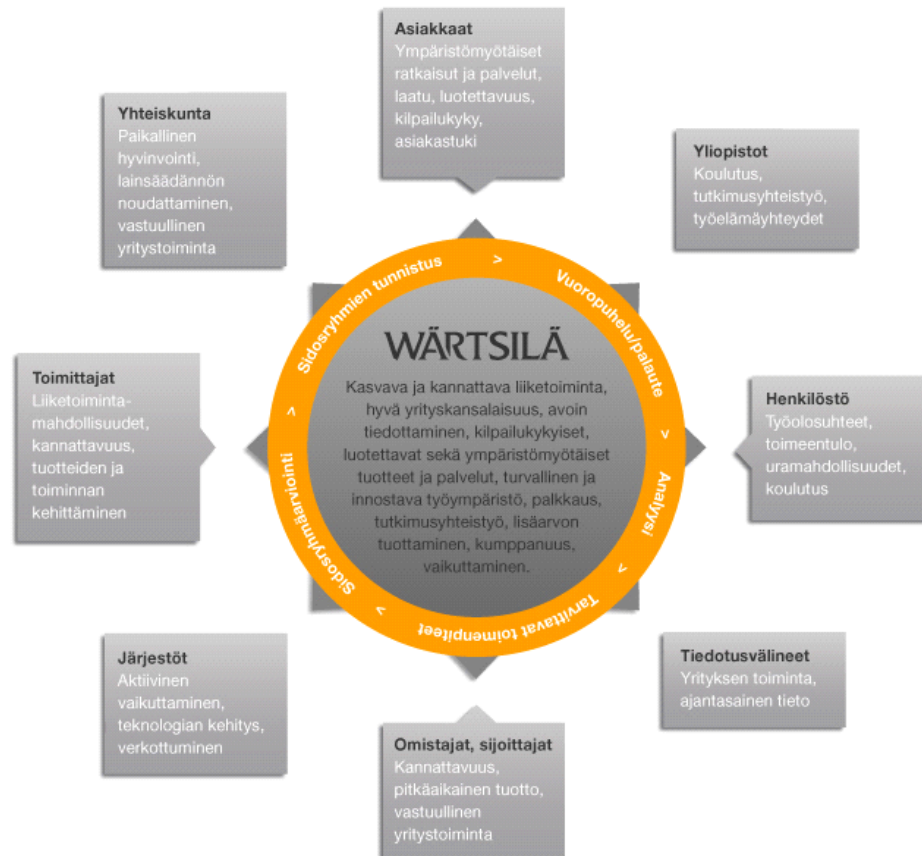 Asiakkaat
Ympäristömyötäiset
ratkaisut ja palvelut,
laatu, luotettavuus,
kilpailukyky,
asiakastuki
Yhteiskunta
Paikallinen
hyvinvointi,
lainsäädännön
noudattaminen,
vastuullinen
yritystoiminta
Yliopistot
Koulutus,
tutkimusyhteistyö,
työelämäyhteydet
Sidosryhmien tunnistus
>
Vuoropuhelu/palaute
>
Analyysi
>
Tarvittavat toimenpiteet
>
Sidosryhmäarviointi
>
WÄRTSILÄ
Kasvava ja kannattava liiketoiminta,
hyvä yrityskansalaisuus, avoin
tiedottaminen, kilpailukykyiset,
luotettavat sekä ympäristömyötäiset
tuotteet ja palvelut, turvallinen ja
innostava työympäristö, palkkaus,
tutkimusyhteistyö, lisäarvon
tuottaminen, kumppanuus,
vaikuttaminen.
Toimittajat
Liiketoiminta-
mahdollisuudet,
kannattavuus,
tuotteiden ja
toiminnan
kehittäminen
Henkilöstö
Työolosuhteet,
toimeentulo,
uramahdollisuudet,
koulutus
Järjestöt
Aktiivinen
vaikuttaminen,
teknologian kehitys,
verkottuminen
Tiedotusvälineet
Yrityksen toiminta,
ajantasainen tieto
Omistajat, sijoittajat
Kannattavuus,
pitkäaikainen tuotto,
vastuullinen
yritystoiminta